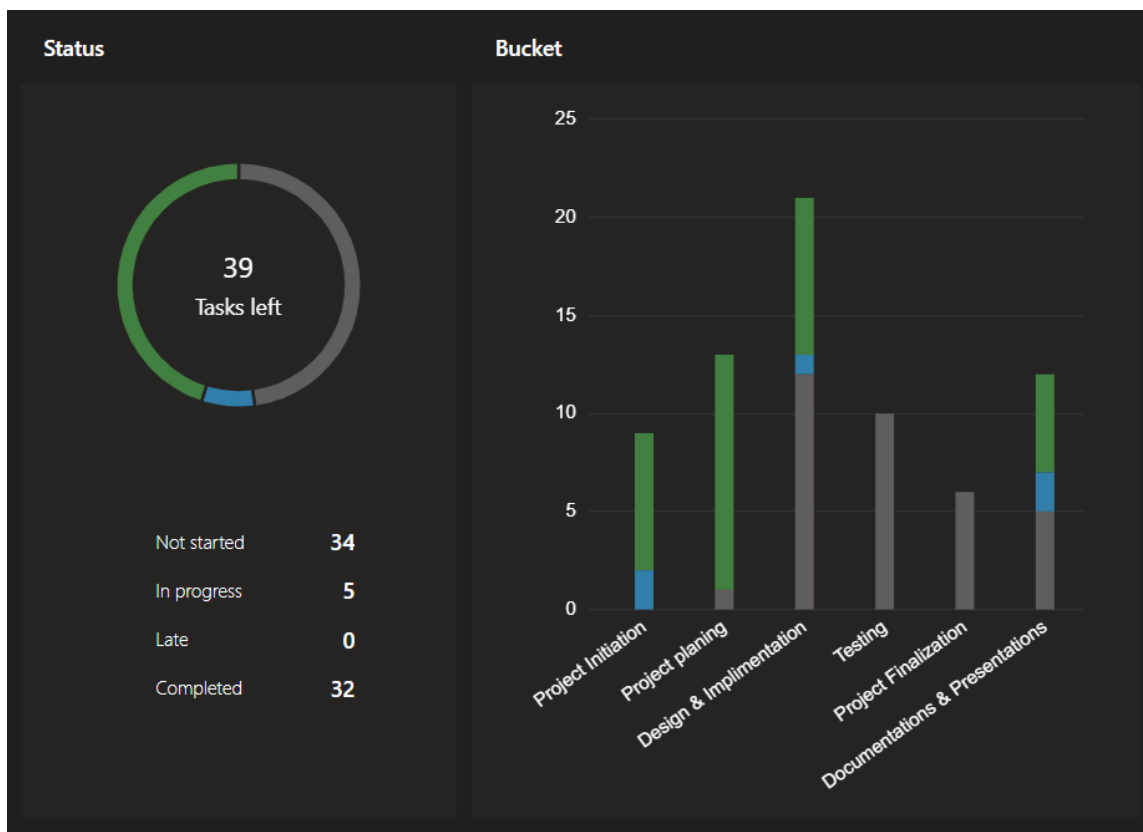 Status
39
Tasks left
Not started 34
In progress 5
Late 0
Completed 32
Bucket
25
20
15
10
5
0
Project Initiation
Project planing
Design & Implimentation
Testing
Project Finalization
Documentations & Presentations